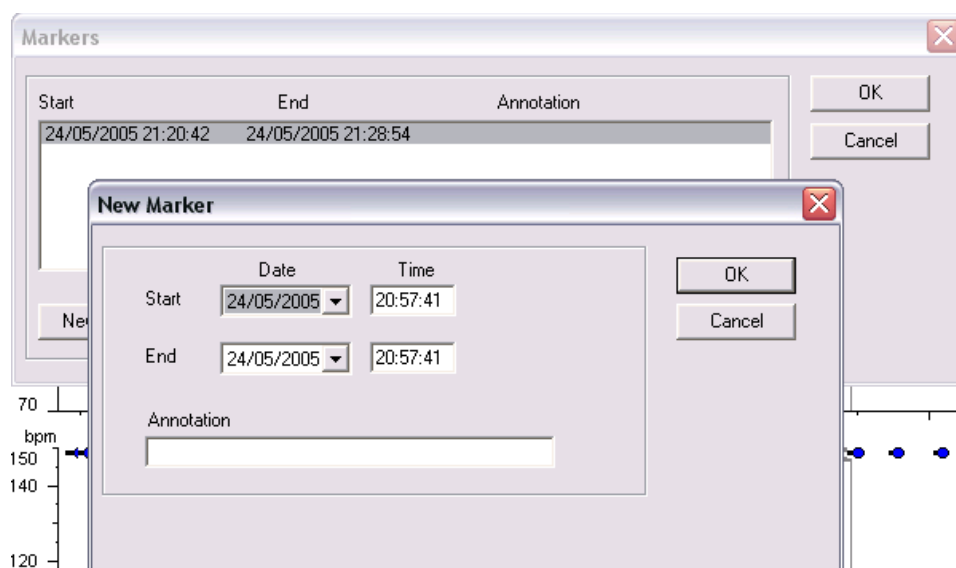 Markers
Start End Annotation
24/05/2005 21:20:42 24/05/2005 21:28:54
OK
Cancel
New Marker
Date Time
Start 24/05/2005 20:57:41
End 24/05/2005 20:57:41
Annotation
OK
Cancel
70
bpm
150
140
120